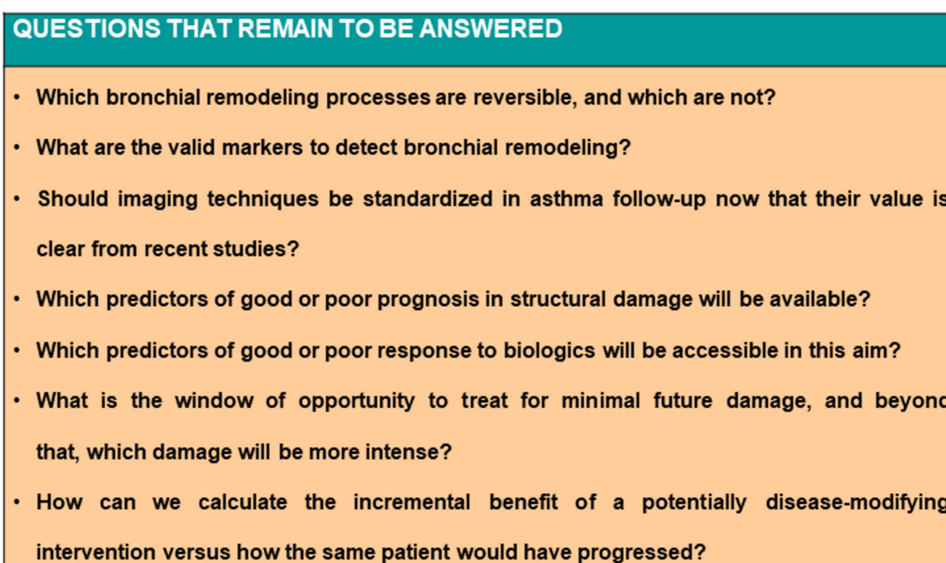 QUESTIONS THAT REMAIN TO BE ANSWERED
• Which bronchial remodeling processes are reversible, and which are not?
• What are the valid markers to detect bronchial remodeling?
• Should imaging techniques be standardized in asthma follow-up now that their value is
clear from recent studies?
• Which predictors of good or poor prognosis in structural damage will be available?
• Which predictors of good or poor response to biologics will be accessible in this aim?
• What is the window of opportunity to treat for minimal future damage, and beyond
that, which damage will be more intense?
• How can we calculate the incremental benefit of a potentially disease-modifying
intervention versus how the same patient would have progressed?